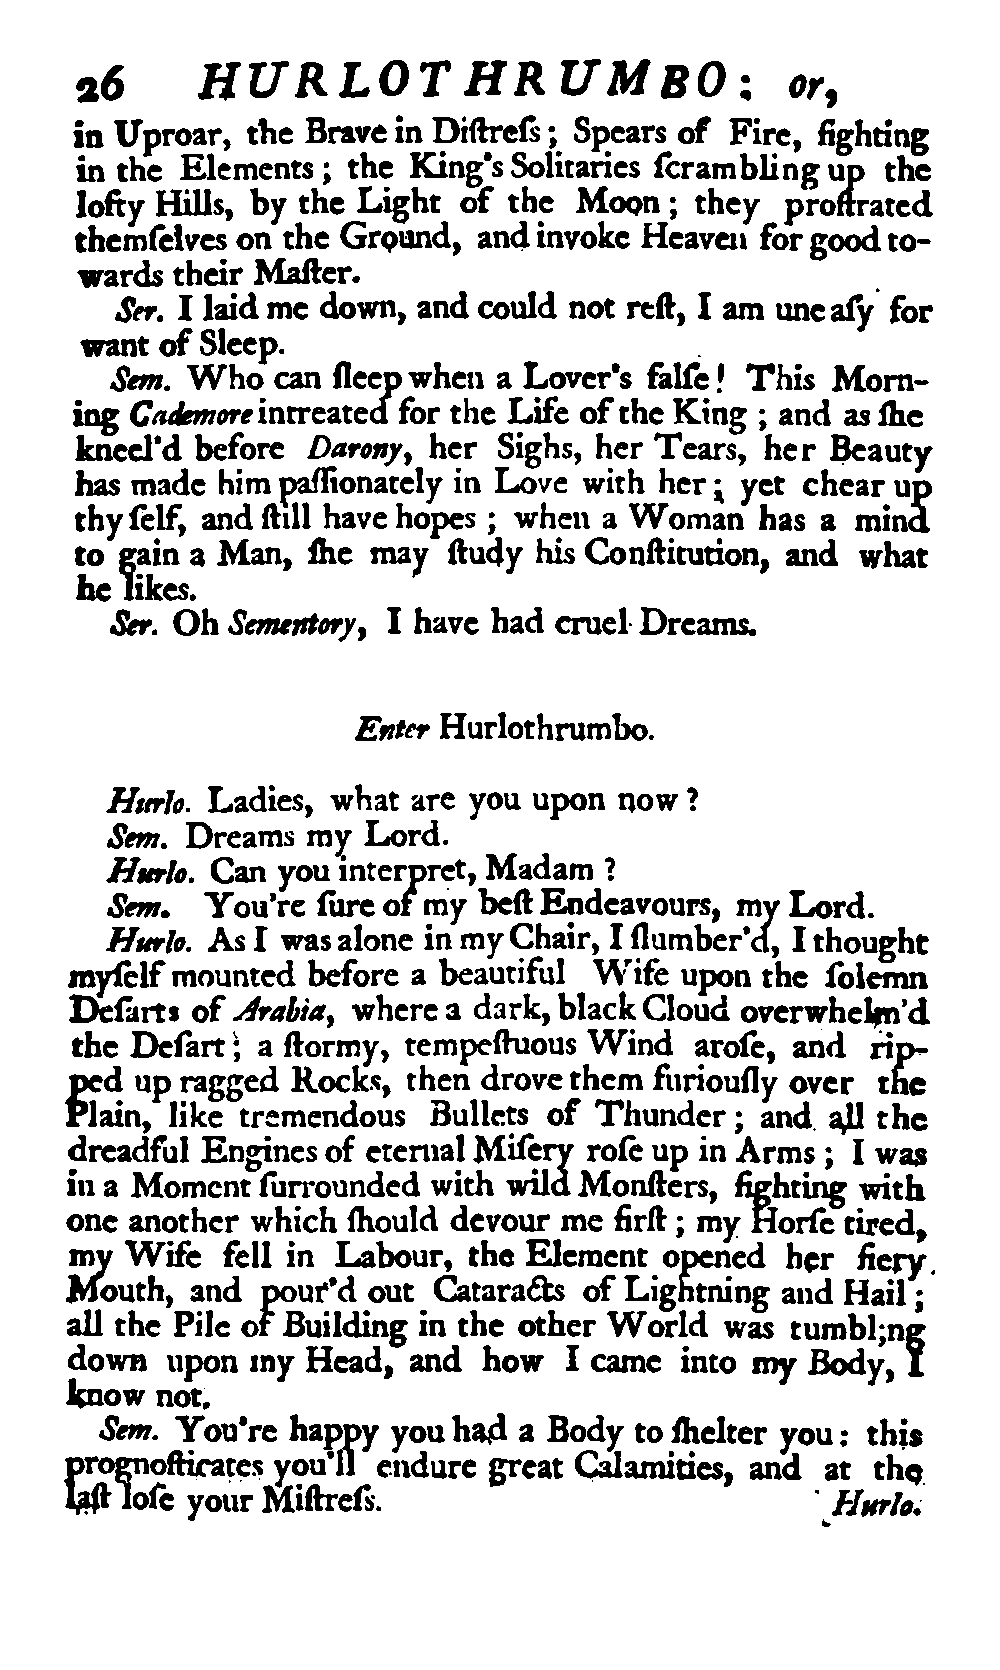 26 HURLOTHRUMBO: or,
in Uproar, the Brave in Diſtreſs; Spears of Fire, fighting
in the Elements; the King's Solitaries ſcrambling up the
lofty Hills, by the Light of the Moon; they proſtrated
themſelves on the Ground, and invoke Heaven for good to-
wards their Maſter.
Ser. I laid me down, and could not reſt, I am uneaſy for
want of Sleep.
Sem. Who can ſleep when a Lover's falſe! This Morn-
ing Cademore intreated for the Life of the King; and as ſhe
kneel'd before Darony, her Sighs, her Tears, her Beauty
has made him paſſionately in Love with her; yet chear up
thy ſelf, and ſtill have hopes; when a Woman has a mind
to gain a Man, ſhe may ſtudy his Conſtitution, and what
he likes.
Ser. Oh Sementory, I have had cruel Dreams.
Enter Hurlothrumbo.
Hurlo. Ladies, what are you upon now?
Sem. Dreams my Lord.
Hurlo. Can you interpret, Madam?
Sem. You're ſure of my beſt Endeavours, my Lord.
Hurlo. As I was alone in my Chair, I ſlumber'd, I thought
myſelf mounted before a beautiful Wife upon the ſolemn
Deſarts of Arabia, where a dark, black Cloud overwhelm'd
the Deſart; a ſtormy, tempeſtuous Wind aroſe, and rip-
ped up ragged Rocks, then drove them furiouſly over the
Plain, like tremendous Bullets of Thunder; and all the
dreadful Engines of eternal Miſery roſe up in Arms; I was
in a Moment ſurrounded with wild Monſters, fighting with
one another which ſhould devour me firſt; my Horſe tired,
my Wife fell in Labour, the Element opened her fiery
Mouth, and pour'd out Cataracts of Lightning and Hail;
all the Pile of Building in the other World was tumbling
down upon my Head, and how I came into my Body, I
know not.
Sem. You're happy you had a Body to ſhelter you: this
prognoſticates you'll endure great Calamities, and at the
laſt loſe your Miſtreſs.
Hurlo.